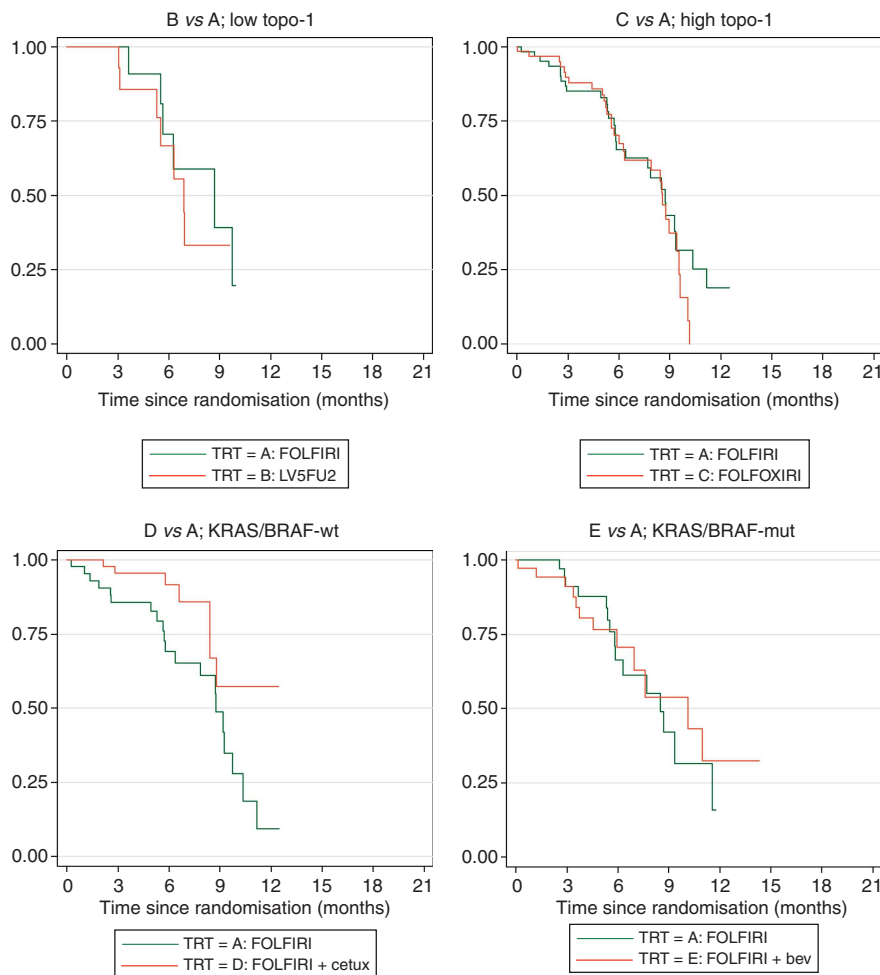 B vs A; low topo-1
1.00
0.75
0.50
0.25
0.00
0 3 6 9 12 15 18 21
Time since randomisation (months)
TRT = A: FOLFIRI
TRT = B: LV5FU2
C vs A; high topo-1
1.00
0.75
0.50
0.25
0.00
0 3 6 9 12 15 18 21
Time since randomisation (months)
TRT = A: FOLFIRI
TRT = C: FOLFOXIRI
D vs A; KRAS/BRAF-wt
1.00
0.75
0.50
0.25
0.00
0 3 6 9 12 15 18 21
Time since randomisation (months)
TRT = A: FOLFIRI
TRT = D: FOLFIRI + cetux
E vs A; KRAS/BRAF-mut
1.00
0.75
0.50
0.25
0.00
0 3 6 9 12 15 18 21
Time since randomisation (months)
TRT = A: FOLFIRI
TRT = E: FOLFIRI + bev